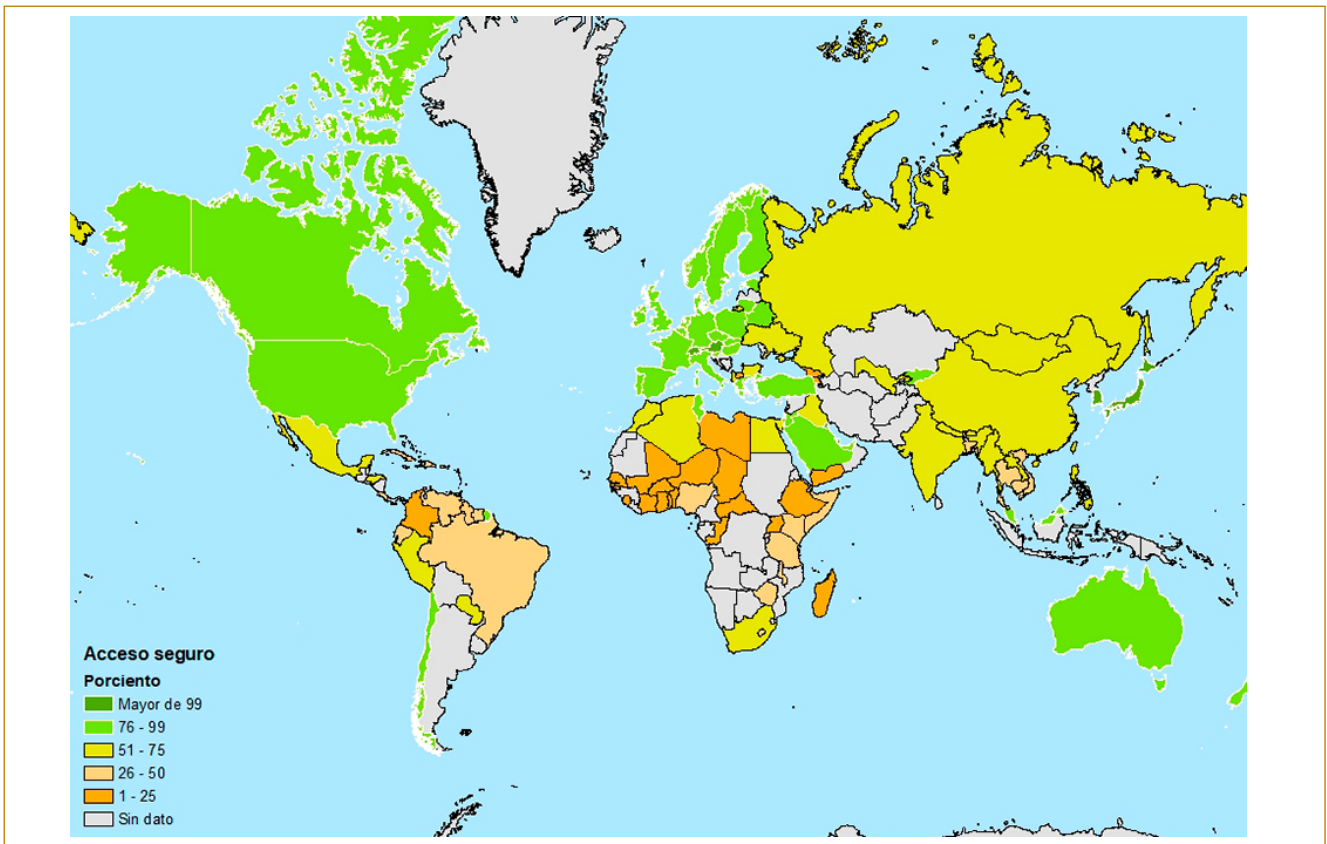 Acceso seguro
Porciento
Mayor de 99
76 - 99
51 - 75
26 - 50
1 - 25
Sin dato